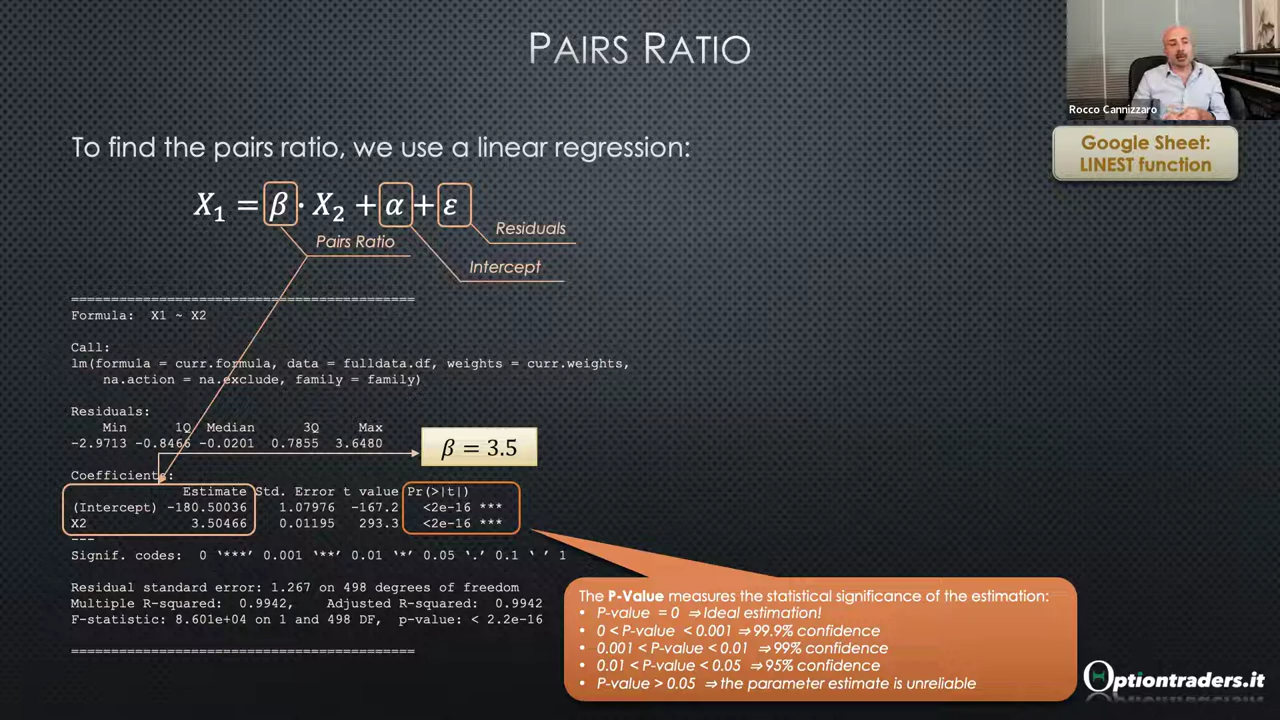 PAIRS RATIO
Rocco Cannizzaro
Google Sheet:
LINEST function
To find the pairs ratio, we use a linear regression:
X₁ = β · X₂ + α + ε
Residuals
Pairs Ratio
Intercept
===========================================
Formula:  X1 ~ X2
Call:
lm(formula = curr.formula, data = fulldata.df, weights = curr.weights,
    na.action = na.exclude, family = family)
Residuals:
    Min      1Q  Median      3Q     Max
-2.9713 -0.8466 -0.0201  0.7855  3.6480
β = 3.5
Coefficients:
              Estimate Std. Error t value Pr(>|t|)
(Intercept) -180.50036    1.07976  -167.2   <2e-16 ***
X2             3.50466    0.01195   293.3   <2e-16 ***
---
Signif. codes:  0 ‘***’ 0.001 ‘**’ 0.01 ‘*’ 0.05 ‘.’ 0.1 ‘ ’ 1
Residual standard error: 1.267 on 498 degrees of freedom
Multiple R-squared:  0.9942,    Adjusted R-squared:  0.9942
F-statistic: 8.601e+04 on 1 and 498 DF,  p-value: < 2.2e-16
===========================================
The P-Value measures the statistical significance of the estimation:
• P-value = 0 ⇒ Ideal estimation!
• 0 < P-value < 0.001 ⇒ 99.9% confidence
• 0.001 < P-value < 0.01 ⇒ 99% confidence
• 0.01 < P-value < 0.05 ⇒ 95% confidence
• P-value > 0.05 ⇒ the parameter estimate is unreliable
Optiontraders.it